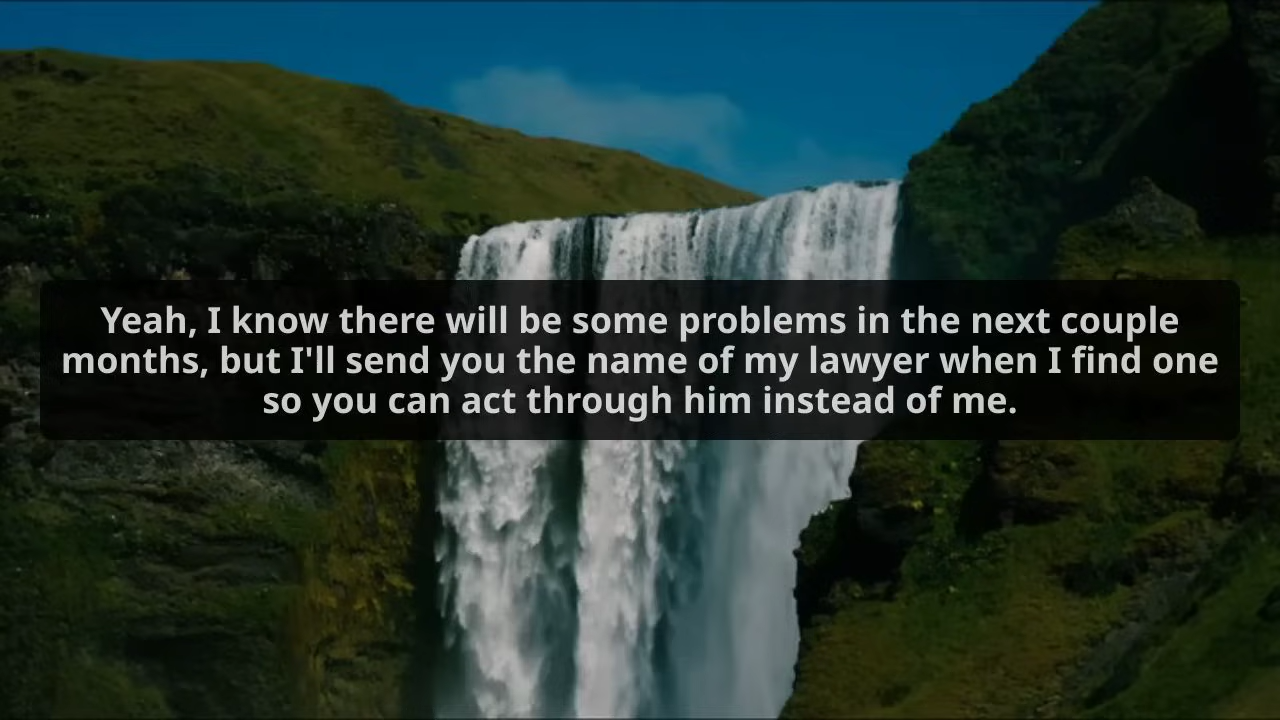 Yeah, I know there will be some problems in the next couple
months, but I'll send you the name of my lawyer when I find one
so you can act through him instead of me.